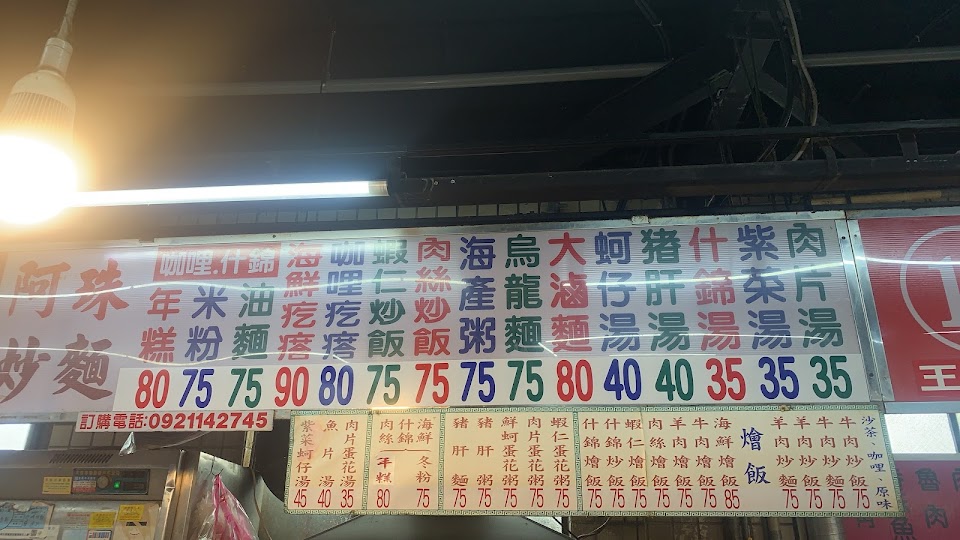 阿珠
炒麵
咖哩.什錦
年糕 80
米粉 75
油麵 75
海鮮疙瘩 90
咖哩疙瘩 80
蝦仁炒飯 75
肉絲炒飯 75
海產粥 75
烏龍麵 75
大滷麵 80
蚵仔湯 40
豬肝湯 40
什錦湯 35
紫菜湯 35
肉片湯 35
訂購電話:0921142745
紫菜蚵仔湯 45
魚片湯 40
肉片蛋花湯 35
肉絲
什錦
年糕 80
海鮮冬粉 75
豬肝麵 75
豬肝粥 75
鮮蚵蛋花粥 75
肉片蛋花粥 75
蝦仁蛋花粥 75
什錦燴飯 75
什錦燴飯 75
蝦仁燴飯 75
肉絲燴飯 75
羊肉燴飯 75
牛肉燴飯 75
海鮮燴飯 85
燴飯
羊肉炒麵 75
羊肉炒飯 75
牛肉炒麵 75
牛肉炒飯 75
沙茶、咖哩、原味
王
魯肉